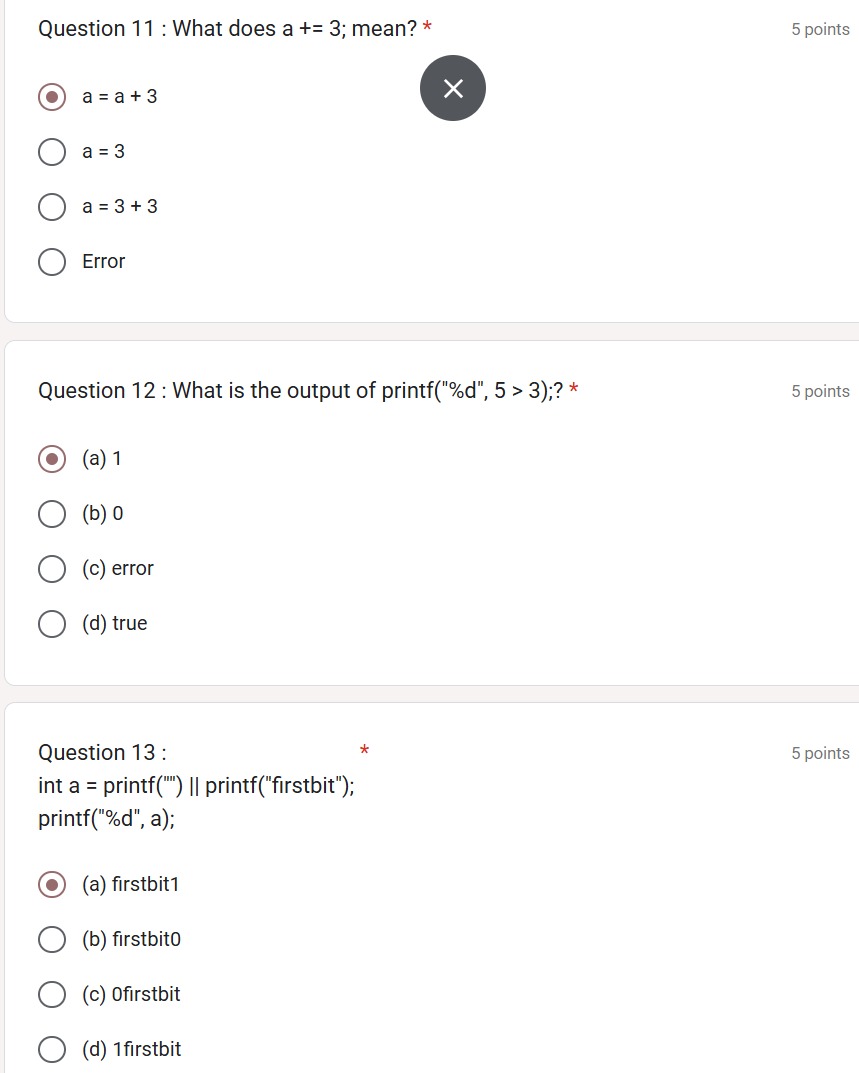 Question 11 : What does a += 3; mean? *
5 points
a = a + 3
a = 3
a = 3 + 3
Error
Question 12 : What is the output of printf("%d", 5 > 3);? *
5 points
(a) 1
(b) 0
(c) error
(d) true
Question 13 : *
5 points
int a = printf("") || printf("firstbit");
printf("%d", a);
(a) firstbit1
(b) firstbit0
(c) 0firstbit
(d) 1firstbit